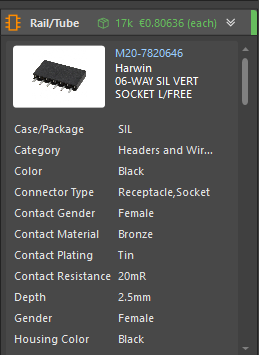 Rail/Tube 17k €0.80636 (each)
M20-7820646
Harwin
06-WAY SIL VERT
SOCKET L/FREE
Case/Package SIL
Category Headers and Wir...
Color Black
Connector Type Receptacle,Socket
Contact Gender Female
Contact Material Bronze
Contact Plating Tin
Contact Resistance 20mR
Depth 2.5mm
Gender Female
Housing Color Black